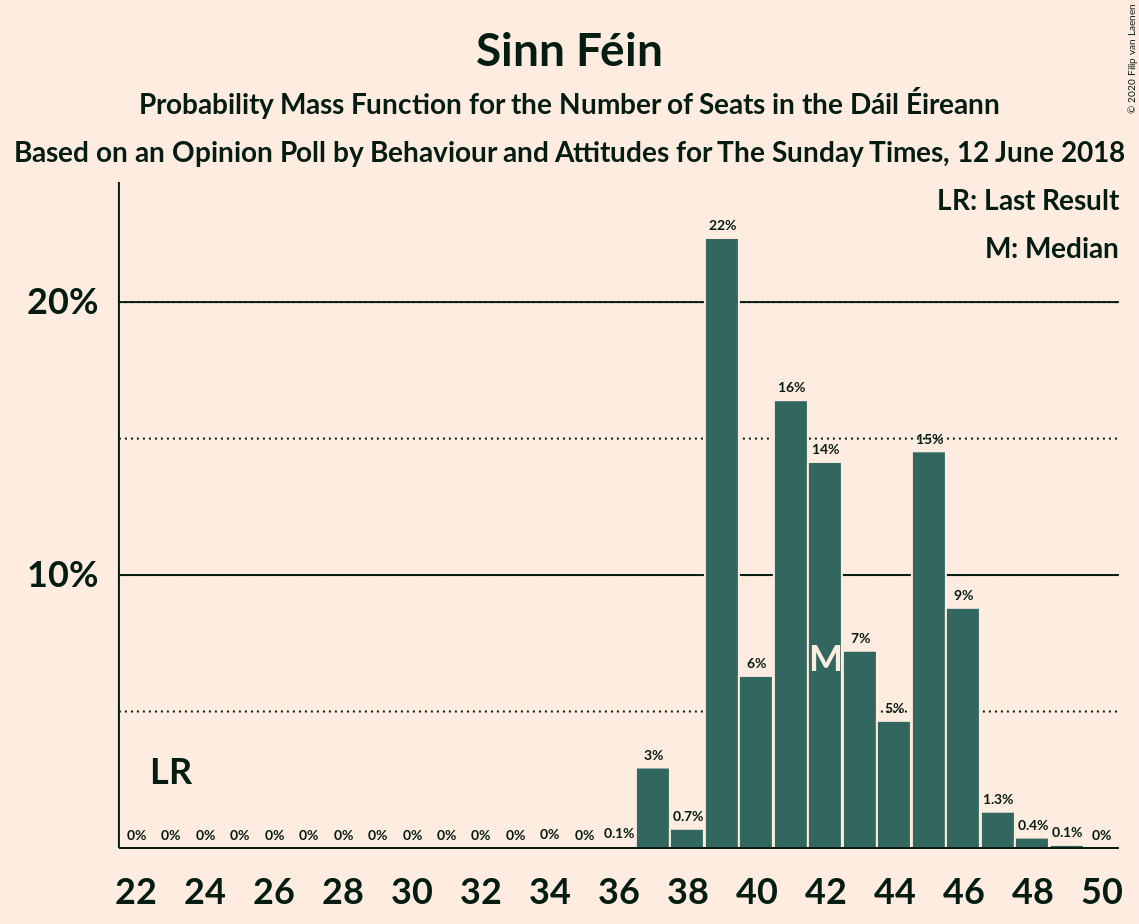 Sinn Féin
Probability Mass Function for the Number of Seats in the Dáil Éireann
Based on an Opinion Poll by Behaviour and Attitudes for The Sunday Times, 12 June 2018
© 2020 Filip van Laenen
LR: Last Result
M: Median
22%
20%
16%
15%
14%
10%
9%
7%
6%
M
5%
3%
LR
1.3%
0.7%
0.4%
0% 0% 0% 0% 0% 0% 0% 0% 0% 0% 0% 0% 0% 0% 0.1% 0.1% 0%
22 24 26 28 30 32 34 36 38 40 42 44 46 48 50